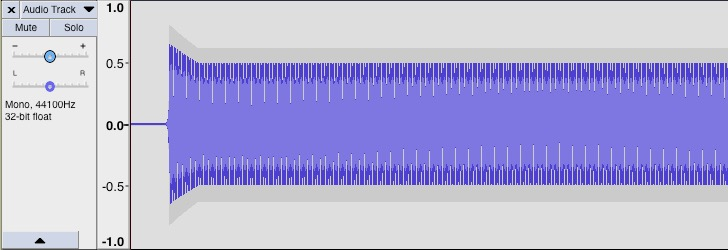 × Audio Track ▼
Mute Solo
- +
L R
Mono, 44100Hz
32-bit float
1.0
0.5-
0.0-
-0.5-
-1.0